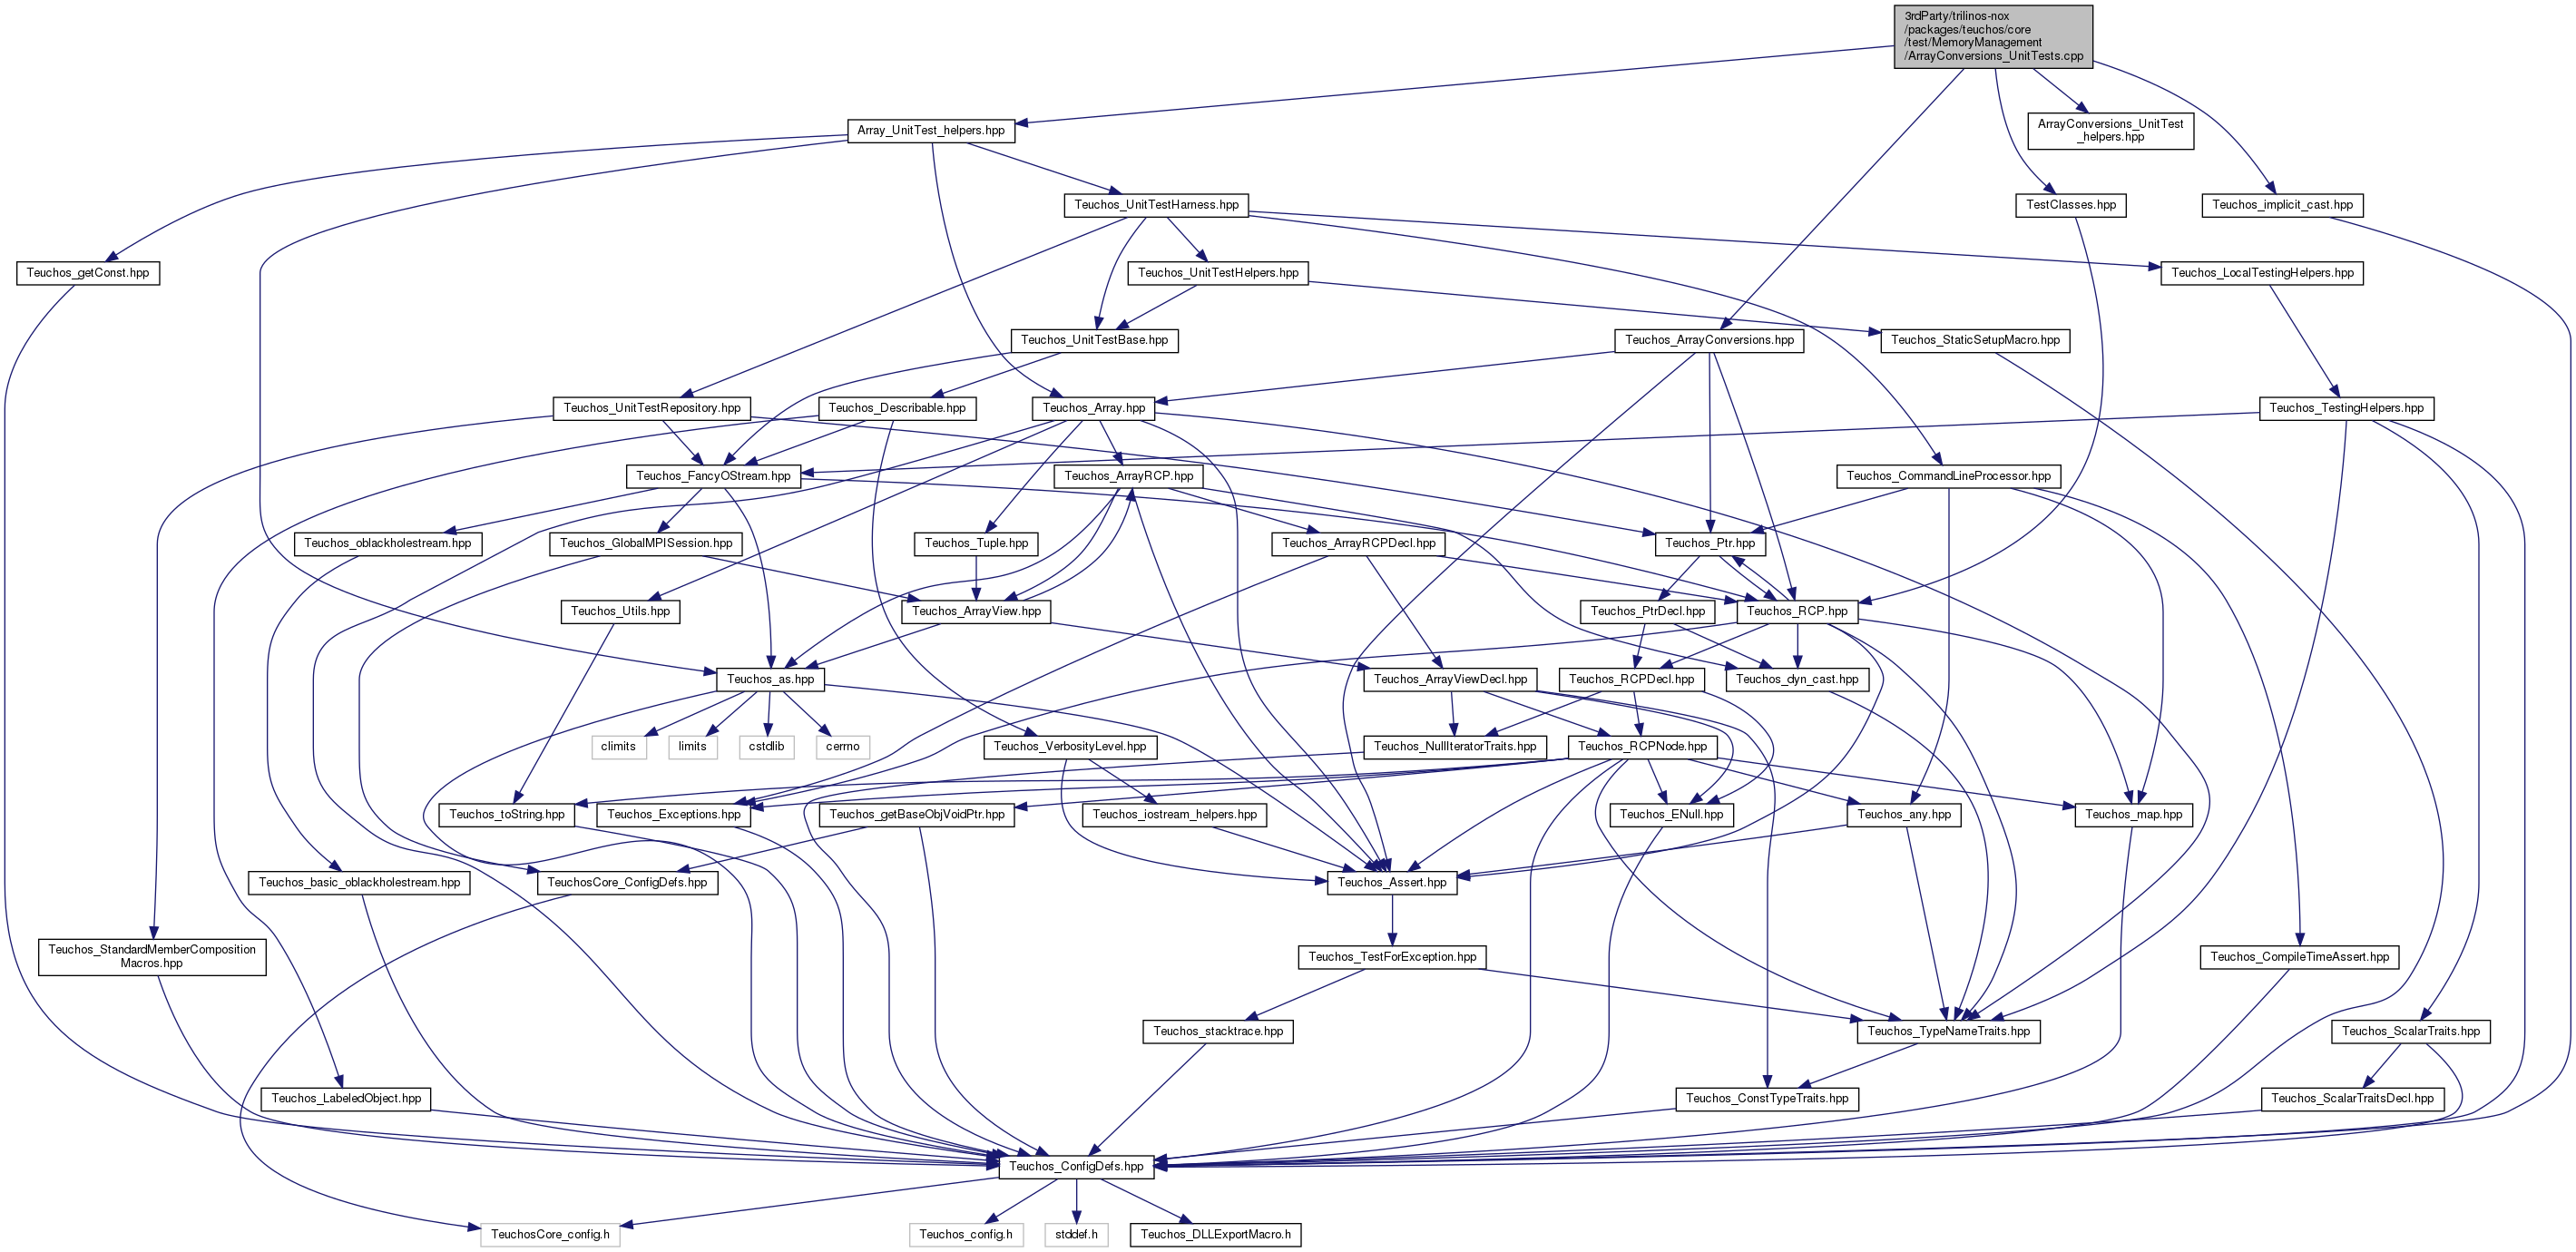 3rdParty/trilinos-nox
/packages/teuchos/core
/test/MemoryManagement
/ArrayConversions_UnitTests.cpp
Array_UnitTest_helpers.hpp
ArrayConversions_UnitTest
_helpers.hpp
Teuchos_UnitTestHarness.hpp
TestClasses.hpp
Teuchos_implicit_cast.hpp
Teuchos_getConst.hpp
Teuchos_UnitTestHelpers.hpp
Teuchos_LocalTestingHelpers.hpp
Teuchos_UnitTestBase.hpp
Teuchos_ArrayConversions.hpp
Teuchos_StaticSetupMacro.hpp
Teuchos_UnitTestRepository.hpp
Teuchos_Describable.hpp
Teuchos_Array.hpp
Teuchos_TestingHelpers.hpp
Teuchos_FancyOStream.hpp
Teuchos_ArrayRCP.hpp
Teuchos_CommandLineProcessor.hpp
Teuchos_oblackholestream.hpp
Teuchos_GlobalMPISession.hpp
Teuchos_Tuple.hpp
Teuchos_ArrayRCPDecl.hpp
Teuchos_Ptr.hpp
Teuchos_Utils.hpp
Teuchos_ArrayView.hpp
Teuchos_PtrDecl.hpp
Teuchos_RCP.hpp
Teuchos_as.hpp
Teuchos_ArrayViewDecl.hpp
Teuchos_RCPDecl.hpp
Teuchos_dyn_cast.hpp
climits
limits
cstdlib
cerrno
Teuchos_VerbosityLevel.hpp
Teuchos_NullIteratorTraits.hpp
Teuchos_RCPNode.hpp
Teuchos_toString.hpp
Teuchos_Exceptions.hpp
Teuchos_getBaseObjVoidPtr.hpp
Teuchos_iostream_helpers.hpp
Teuchos_ENull.hpp
Teuchos_any.hpp
Teuchos_map.hpp
Teuchos_basic_oblackholestream.hpp
TeuchosCore_ConfigDefs.hpp
Teuchos_Assert.hpp
Teuchos_StandardMemberComposition
Macros.hpp
Teuchos_TestForException.hpp
Teuchos_CompileTimeAssert.hpp
Teuchos_stacktrace.hpp
Teuchos_TypeNameTraits.hpp
Teuchos_ScalarTraits.hpp
Teuchos_LabeledObject.hpp
Teuchos_ConstTypeTraits.hpp
Teuchos_ScalarTraitsDecl.hpp
Teuchos_ConfigDefs.hpp
TeuchosCore_config.h
Teuchos_config.h
stddef.h
Teuchos_DLLExportMacro.h